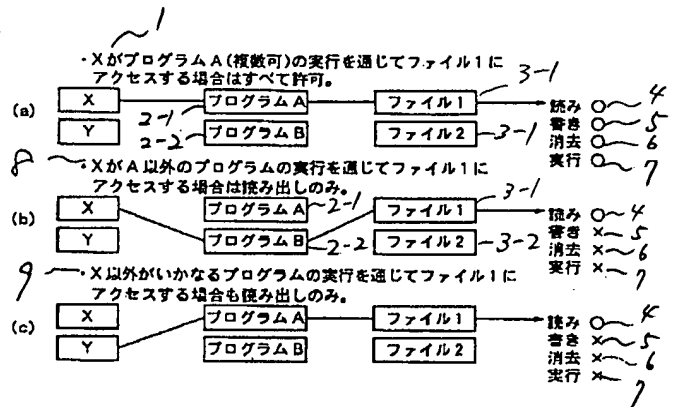 1
・XがプログラムA(複数可)の実行を通じてファイル1に
アクセスする場合はすべて許可。
3-1
(a) X プログラムA ファイル1 読み ○ 4
2-1
Y プログラムB ファイル2 3-1 書き ○ 5
2-2
消去 ○ 6
実行 ○ 7
8 ・XがA以外のプログラムの実行を通じてファイル1に
アクセスする場合は読み出しのみ。
3-1
(b) X プログラムA 2-1 ファイル1 読み ○ 4
Y プログラムB 2-2 ファイル2 3-2 書き × 5
消去 × 6
実行 × 7
9 ・X以外がいかなるプログラムの実行を通じてファイル1に
アクセスする場合も読み出しのみ。
(c) X プログラムA ファイル1 読み ○ 4
Y プログラムB ファイル2 書き × 5
消去 × 6
実行 × 7